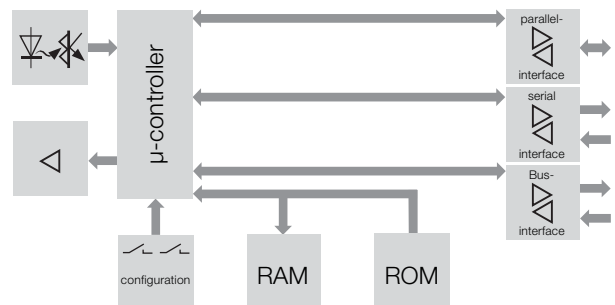 parallel-
interface
serial
interface
Bus-
interface
µ-controller
configuration
RAM
ROM